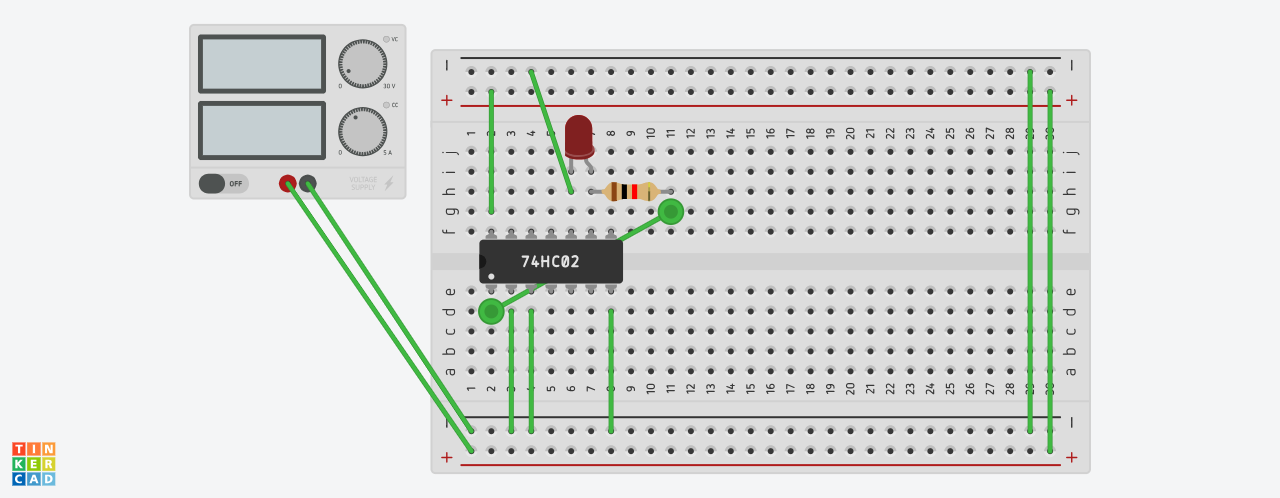 VC
0
30 V
CC
0
5 A
OFF
VOLTAGE
SUPPLY
− −
+ +
1 2 3 4 5 7 8 9 10 11 12 13 14 15 16 17 18 19 20 21 22 23 24 25 26 27 28 29 30
j j
i i
h h
g g
f f
74HC02
e e
d d
c c
b b
a a
1 2 3 4 5 6 7 8 9 10 11 12 13 14 15 16 17 18 19 20 21 22 23 24 25 26 27 28 29 30
− −
+ +
TIN
KER
CAD